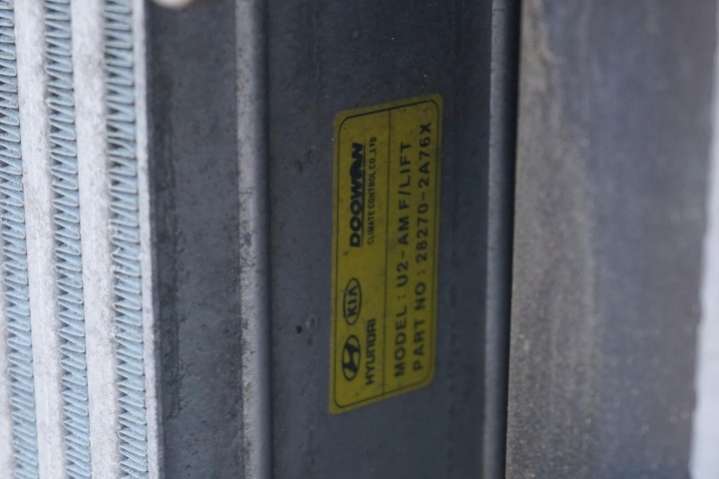 HYUNDAI KIA DOOWON
CLIMATE CONTROL CO.,LTD
MODEL : U2-AM F/LIFT
PART NO : 28270-2A76X